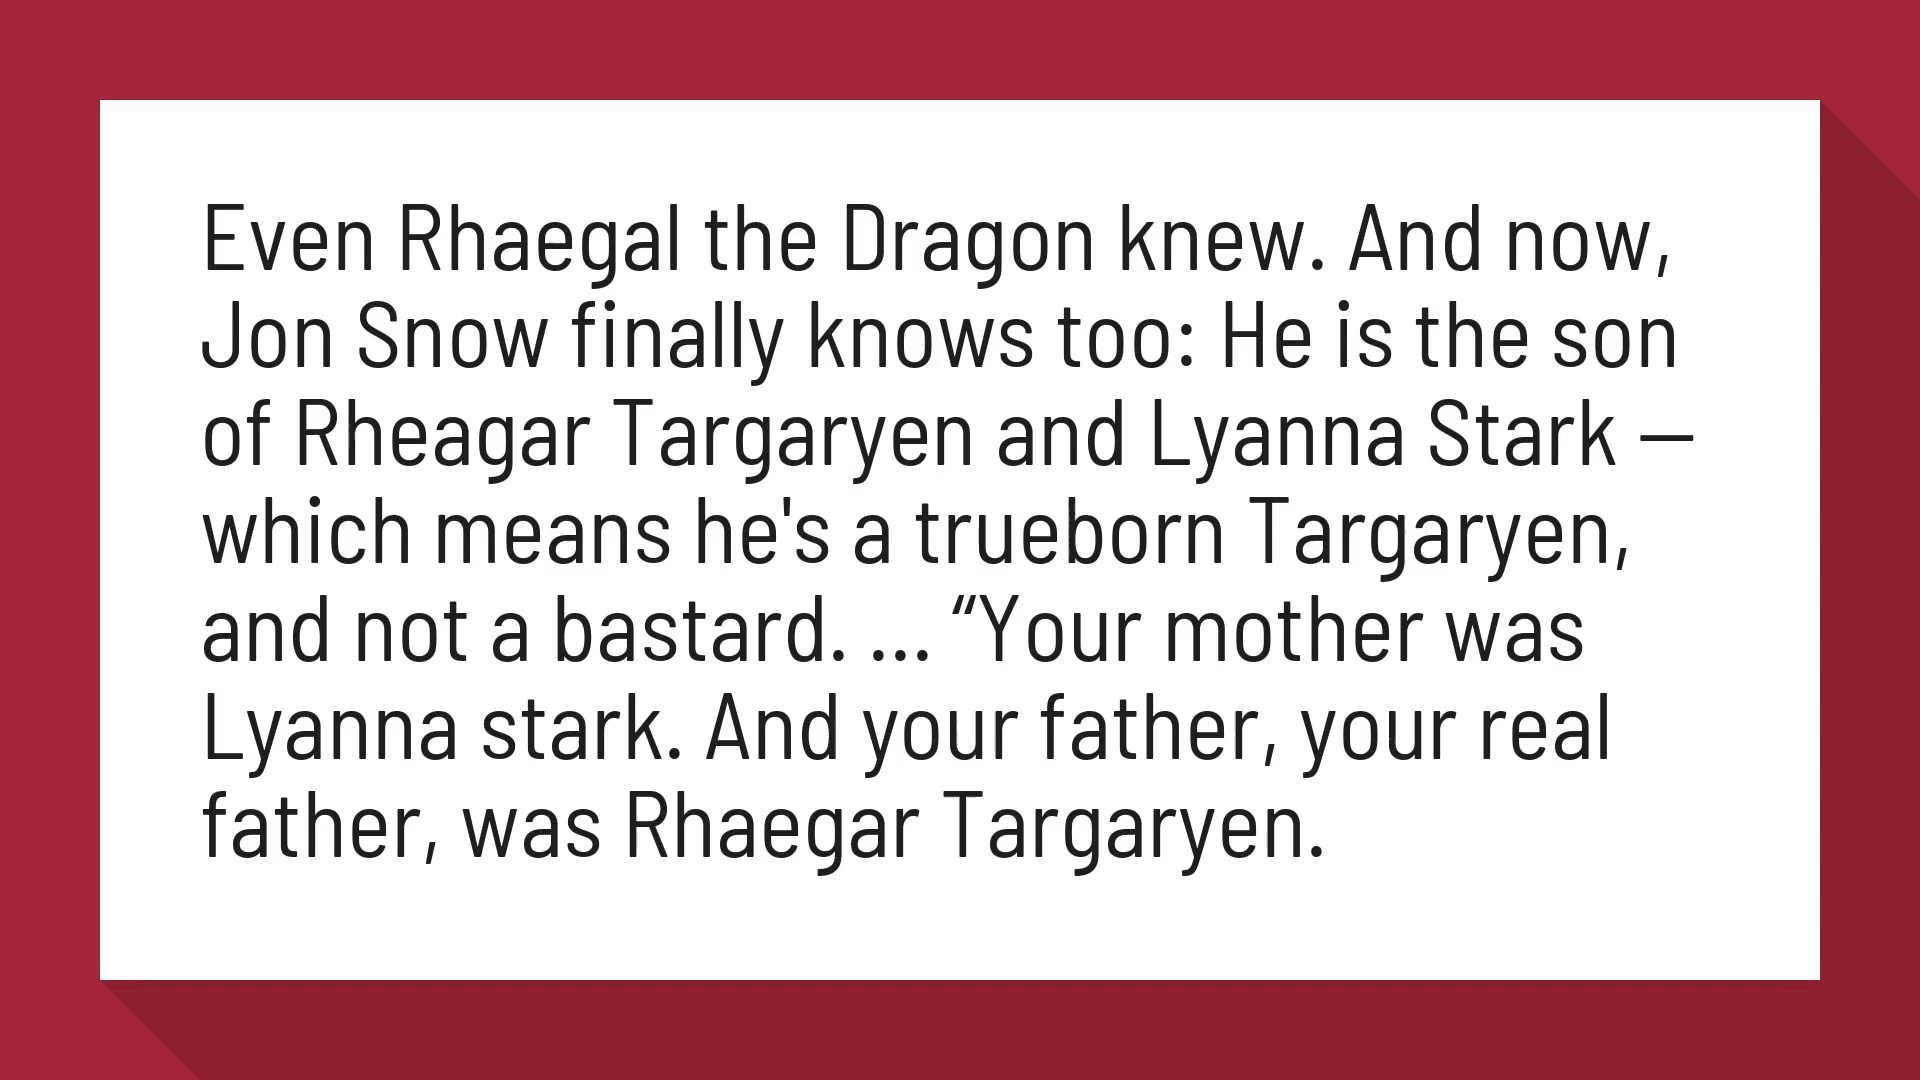 Even Rhaegal the Dragon knew. And now,
Jon Snow finally knows too: He is the son
of Rheagar Targaryen and Lyanna Stark —
which means he's a trueborn Targaryen,
and not a bastard. ... “Your mother was
Lyanna stark. And your father, your real
father, was Rhaegar Targaryen.